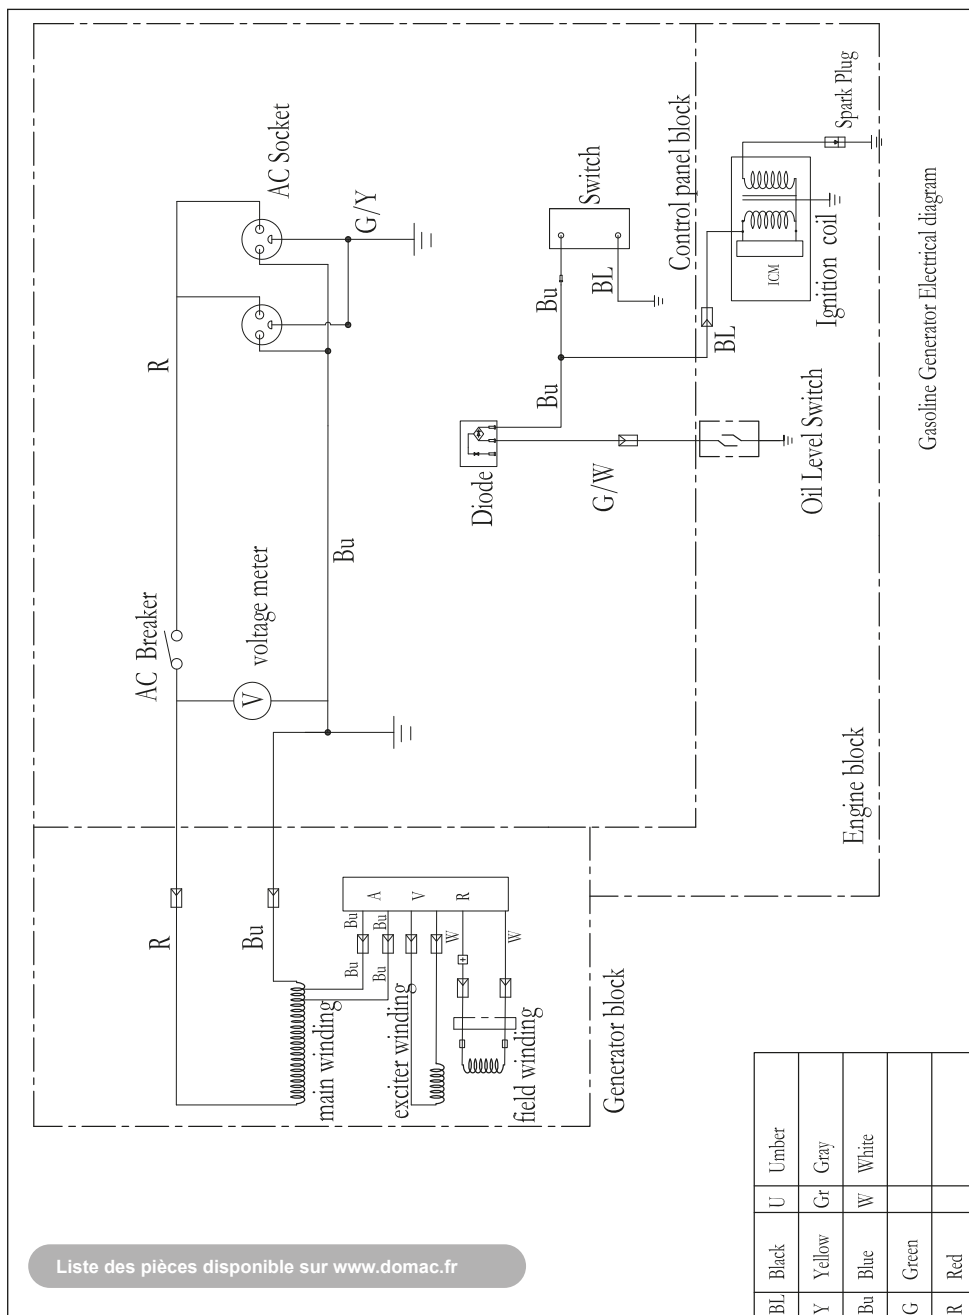 Gasoline Generator Electrical diagram
Generator block
Control panel block
Engine block
R
Bu
main winding
exciter winding
field winding
Bu
Bu
Bu
Bu
W
W
A
V
R
AC Breaker
V
voltage meter
R
Bu
AC Socket
G/Y
Diode
Bu
Bu
BL
Switch
G/W
BL
Oil Level Switch
ICM
Ignition coil
Spark Plug
BL Black U Umber
Y Yellow Gr Gray
Bu Blue W White
G Green
R Red
Liste des pièces disponible sur www.domac.fr